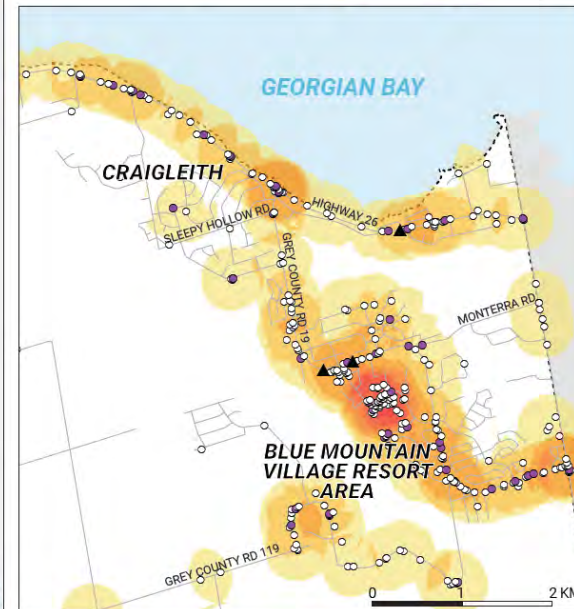 GEORGIAN BAY
CRAIGLEITH
SLEEPY HOLLOW RD
HIGHWAY 26
GREY COUNTY RD 19
MONTERRA RD
BLUE MOUNTAIN
VILLAGE RESORT
AREA
GREY COUNTY RD 119
0 1 2 KM